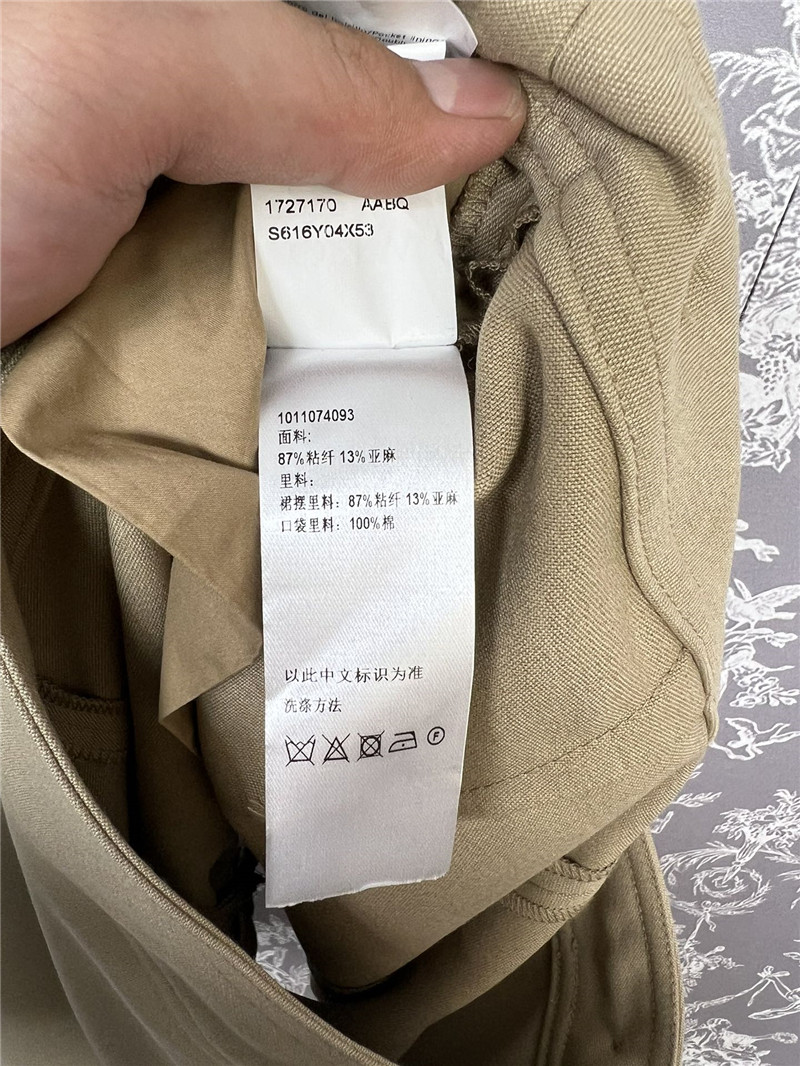 1727170 AABQ
S616Y04X53
1011074093
面料:
87%粘纤 13%亚麻
里料:
裙摆里料: 87%粘纤 13%亚麻
口袋里料: 100%棉
以此中文标识为准
洗涤方法
F